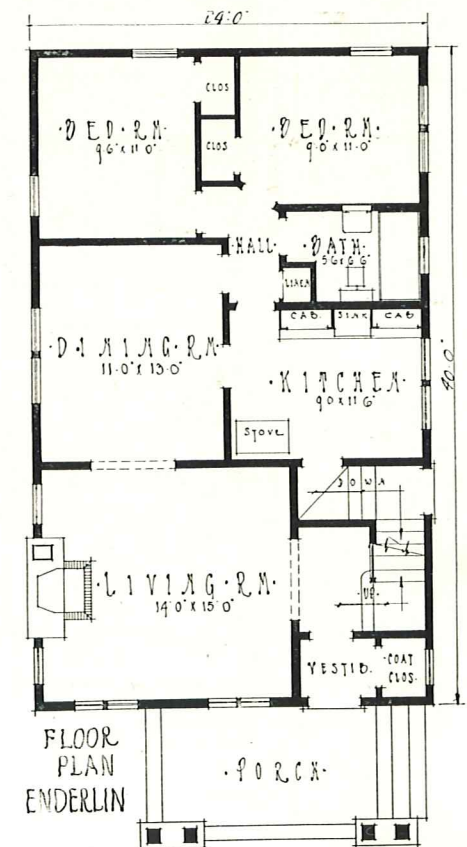 24'·0"
CLOS
·BED·RM·
9'6" X 11'0"
·BED·RM·
9'·0" X 11'·0"
CLOS
·HALL·
·BATH·
5'6" X 6'6"
LINEN
CAB.
SINK
CAB
·DINING·RM·
11'·0" X 13'·0"
·KITCHEN·
9'0 X 11'6"
40'·0"
STOVE
DOWN
·LIVING·RM·
14'·0" X 15'·0"
·UP·
VESTIB.
·COAT
CLOS·
FLOOR
PLAN
ENDERLIN
·PORCH·